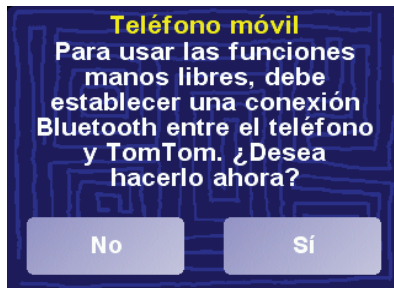 Teléfono móvil
Para usar las funciones
manos libres, debe
establecer una conexión
Bluetooth entre el teléfono
y TomTom. ¿Desea
hacerlo ahora?
No
Sí